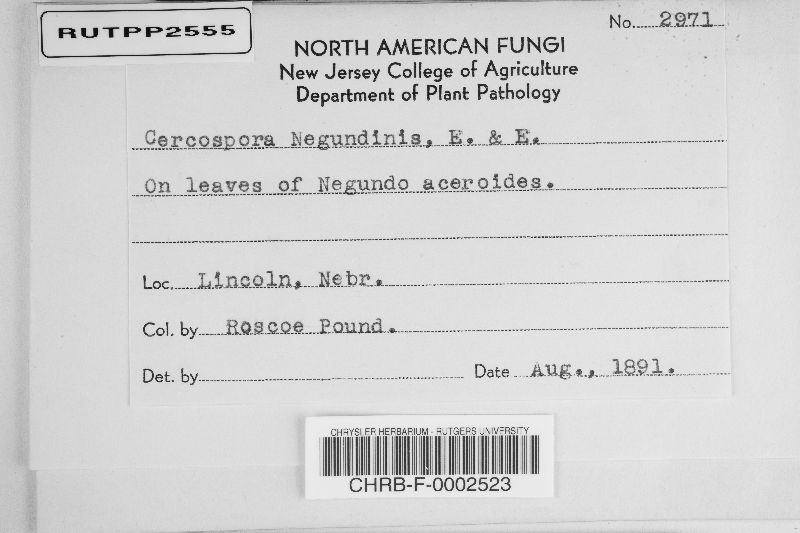 RUTPP2555
No. 2971
NORTH AMERICAN FUNGI
New Jersey College of Agriculture
Department of Plant Pathology
Cercospora Negundinis, E. & E.
On leaves of Negundo aceroides.
Loc. Lincoln, Nebr.
Col. by Roscoe Pound.
Det. by Date Aug., 1891.
CHRYSLER HERBARIUM - RUTGERS UNIVERSITY
CHRB-F-0002523